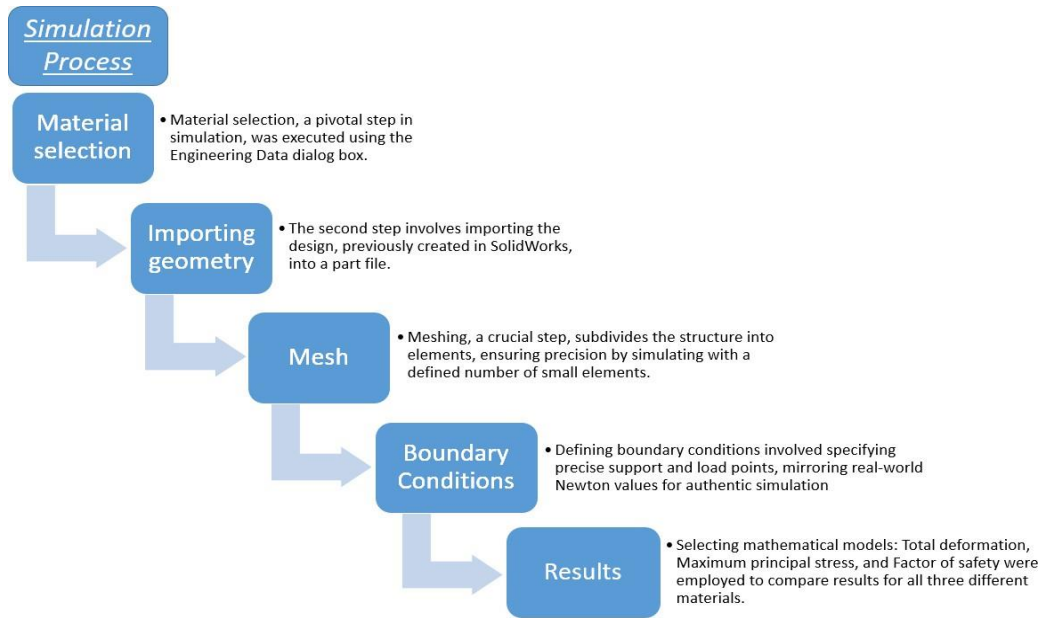 Simulation
Process
Material
selection
• Material selection, a pivotal step in
simulation, was executed using the
Engineering Data dialog box.
Importing
geometry
• The second step involves importing the
design, previously created in SolidWorks,
into a part file.
Mesh
• Meshing, a crucial step, subdivides the structure into
elements, ensuring precision by simulating with a
defined number of small elements.
Boundary
Conditions
• Defining boundary conditions involved specifying
precise support and load points, mirroring real-world
Newton values for authentic simulation
Results
• Selecting mathematical models: Total deformation,
Maximum principal stress, and Factor of safety were
employed to compare results for all three different
materials.